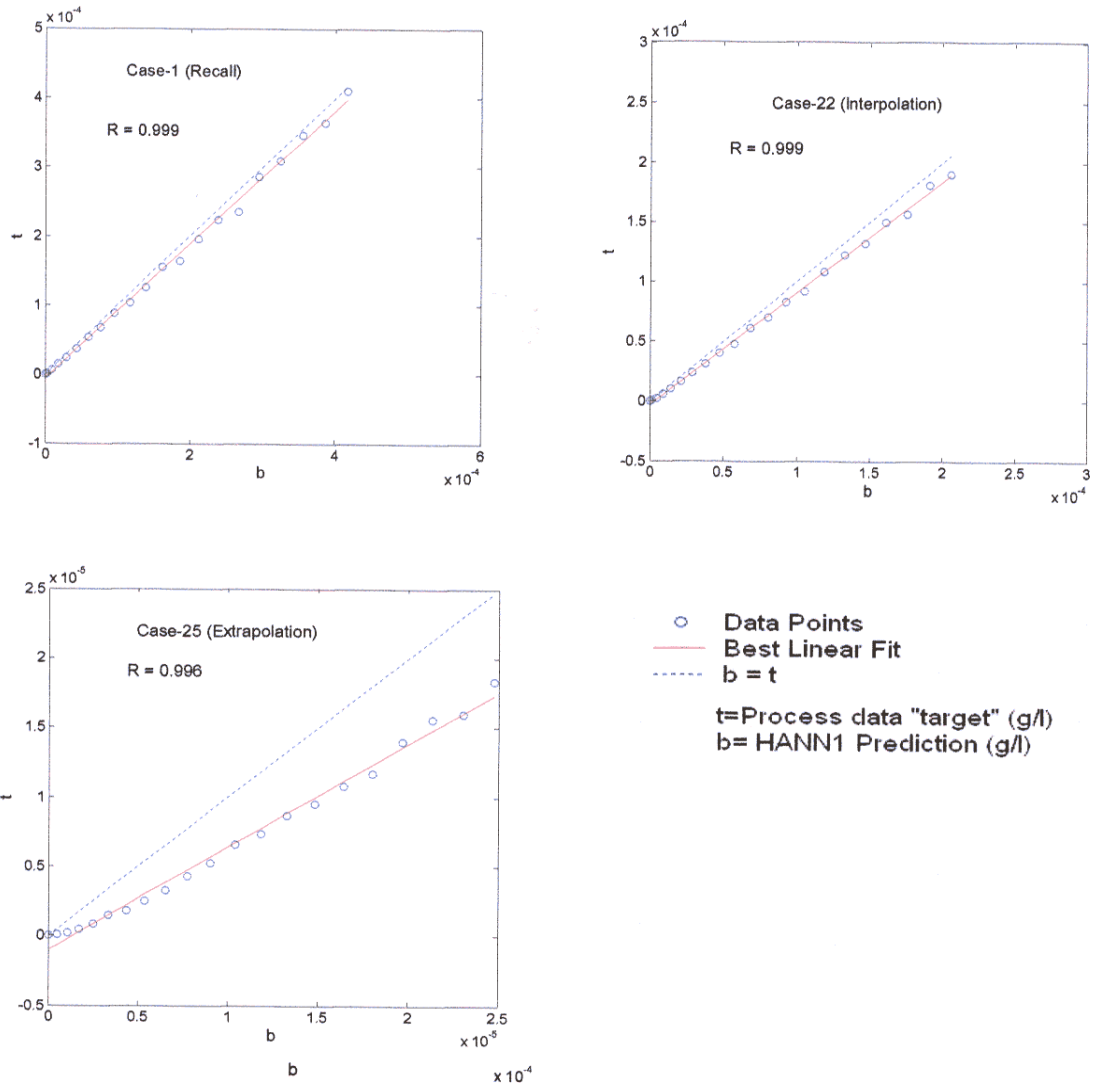 x 10⁻⁴
5
4
3
2
1
0
-1
t
Case-1 (Recall)
R = 0.999
0 2 4 6
b
x 10⁻⁴
x 10⁻⁴
3
2.5
2
1.5
1
0.5
0
-0.5
t
Case-22 (Interpolation)
R = 0.999
0 0.5 1 1.5 2 2.5 3
b
x 10⁻⁴
x 10⁻⁵
2.5
2
1.5
1
0.5
0
-0.5
t
Case-25 (Extrapolation)
R = 0.996
0 0.5 1 1.5 2 2.5
b
x 10⁻⁵
b
x 10⁻⁴
Data Points
Best Linear Fit
b = t
t=Process data "target" (g/l)
b= HANN1 Prediction (g/l)